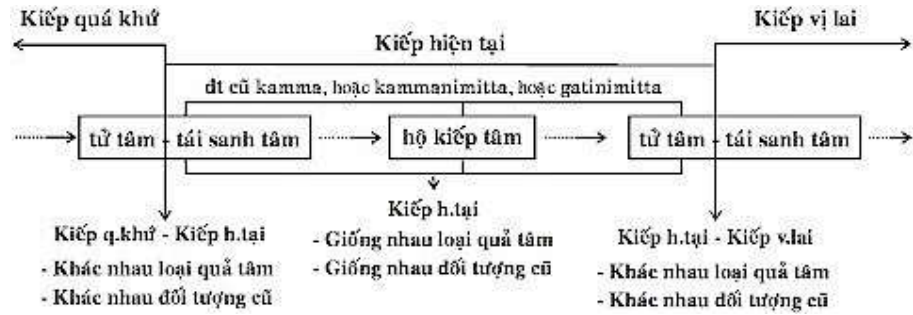 Kiếp quá khứ
Kiếp vị lai
Kiếp hiện tại
đt cũ kamma, hoặc kammanimitta, hoặc gatinimitta
tử tâm - tái sanh tâm
hộ kiếp tâm
tử tâm - tái sanh tâm
Kiếp h.tại
- Giống nhau loại quả tâm
- Giống nhau đối tượng cũ
Kiếp q.khứ - Kiếp h.tại
- Khác nhau loại quả tâm
- Khác nhau đối tượng cũ
Kiếp h.tại - Kiếp v.lai
- Khác nhau loại quả tâm
- Khác nhau đối tượng cũ